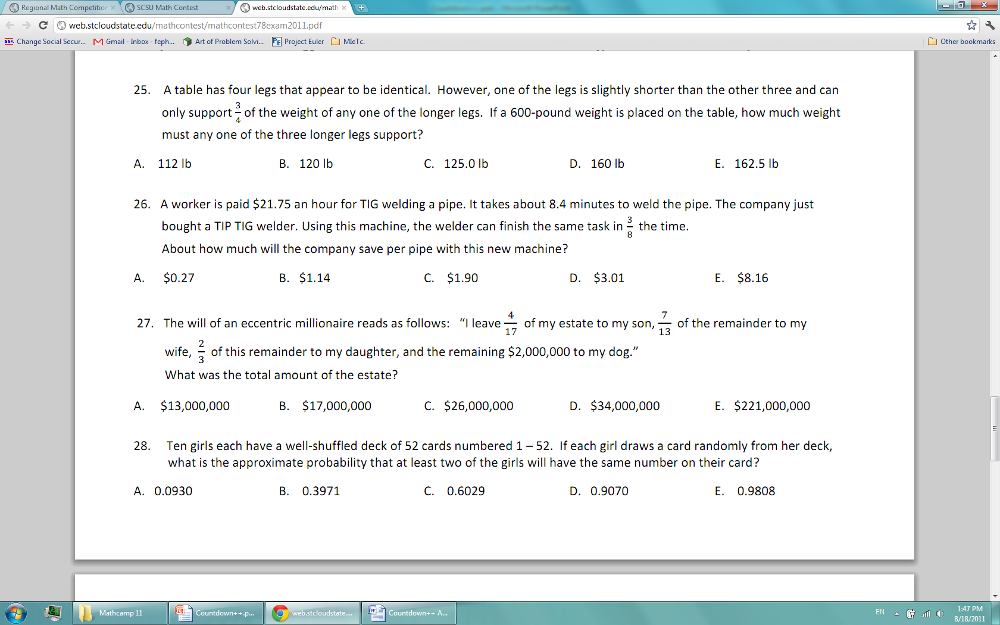 Regional Math Competition
SCSU Math Contest
web.stcloudstate.edu/math
web.stcloudstate.edu/mathcontest/mathcontest78exam2011.pdf
SSA Change Social Secur... Gmail - Inbox - feph... Art of Problem Solvi... PE Project Euler MIeTc. Other bookmarks
25. A table has four legs that appear to be identical. However, one of the legs is slightly shorter than the other three and can
only support 3/4 of the weight of any one of the longer legs. If a 600-pound weight is placed on the table, how much weight
must any one of the three longer legs support?
A. 112 lb B. 120 lb C. 125.0 lb D. 160 lb E. 162.5 lb
26. A worker is paid $21.75 an hour for TIG welding a pipe. It takes about 8.4 minutes to weld the pipe. The company just
bought a TIP TIG welder. Using this machine, the welder can finish the same task in 3/8 the time.
About how much will the company save per pipe with this new machine?
A. $0.27 B. $1.14 C. $1.90 D. $3.01 E. $8.16
27. The will of an eccentric millionaire reads as follows: “I leave 4/17 of my estate to my son, 7/13 of the remainder to my
wife, 2/3 of this remainder to my daughter, and the remaining $2,000,000 to my dog.”
What was the total amount of the estate?
A. $13,000,000 B. $17,000,000 C. $26,000,000 D. $34,000,000 E. $221,000,000
28. Ten girls each have a well-shuffled deck of 52 cards numbered 1 – 52. If each girl draws a card randomly from her deck,
what is the approximate probability that at least two of the girls will have the same number on their card?
A. 0.0930 B. 0.3971 C. 0.6029 D. 0.9070 E. 0.9808
Mathcamp 11 Countdown++.p... web.stcloudstate.... Countdown++ A... EN 1:47 PM
8/18/2011